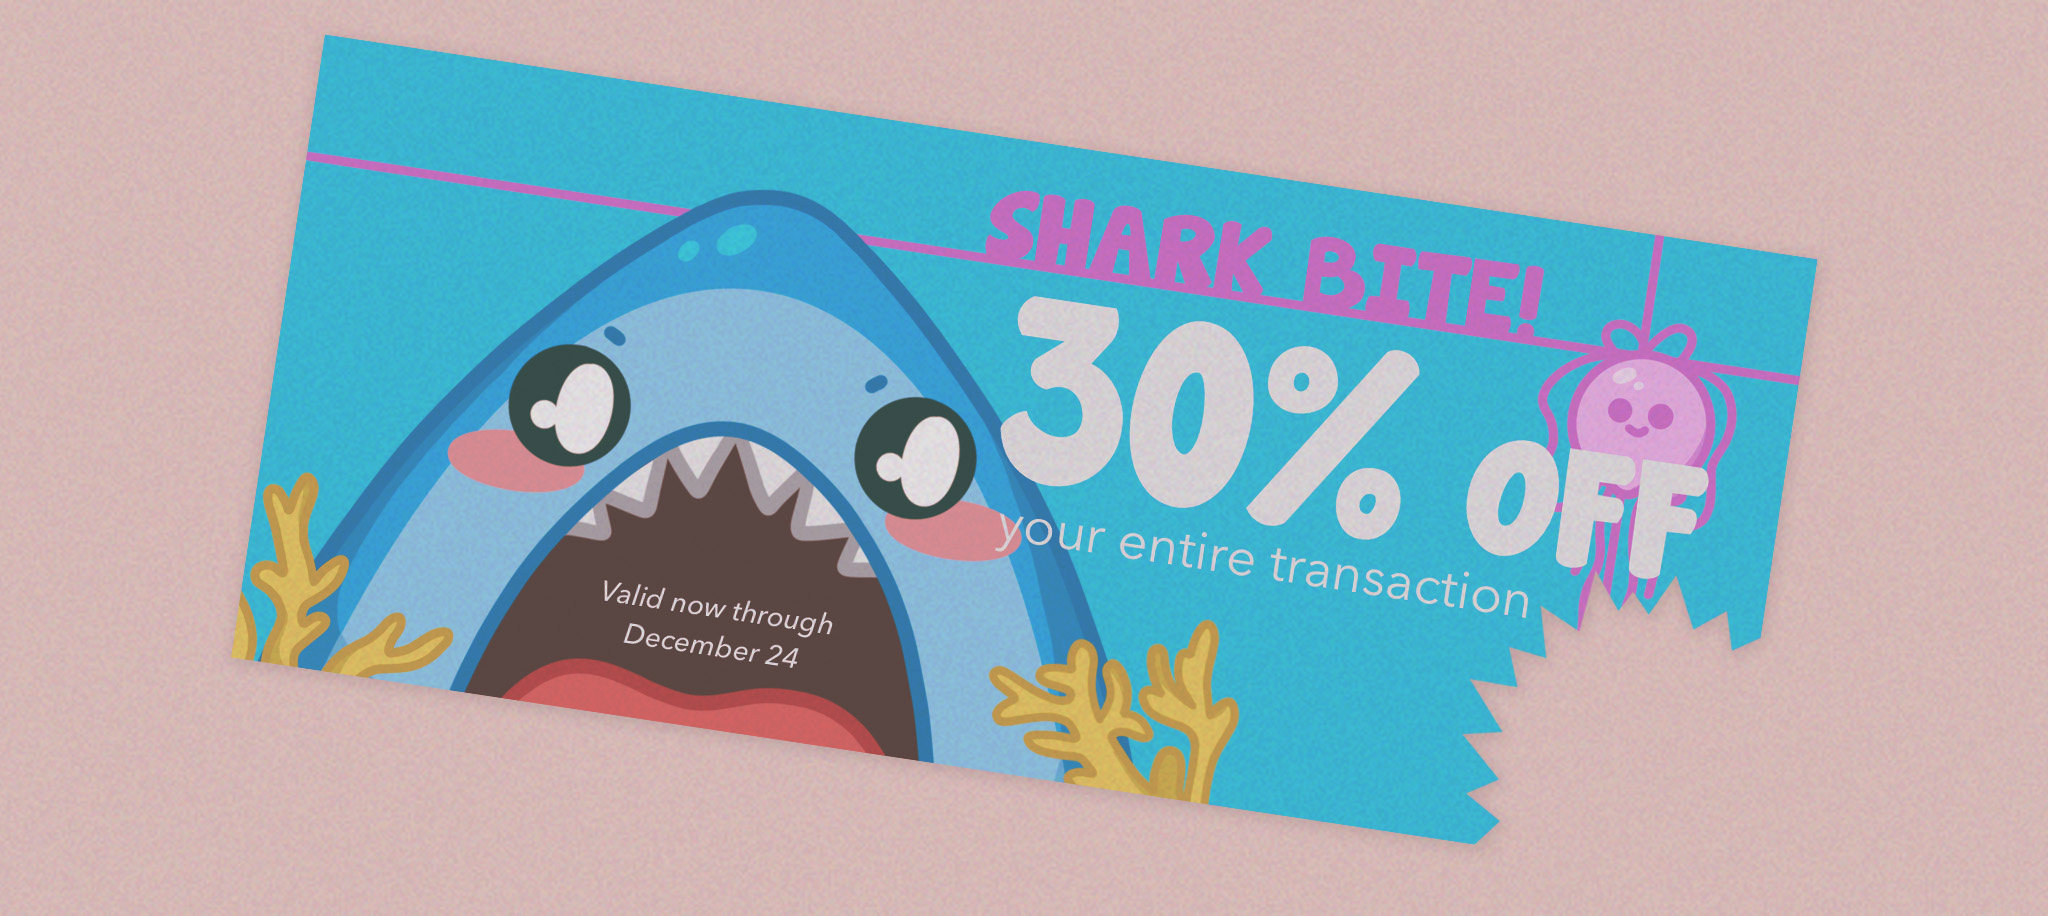 SHARK BITE!
30% OFF
your entire transaction
Valid now through
December 24